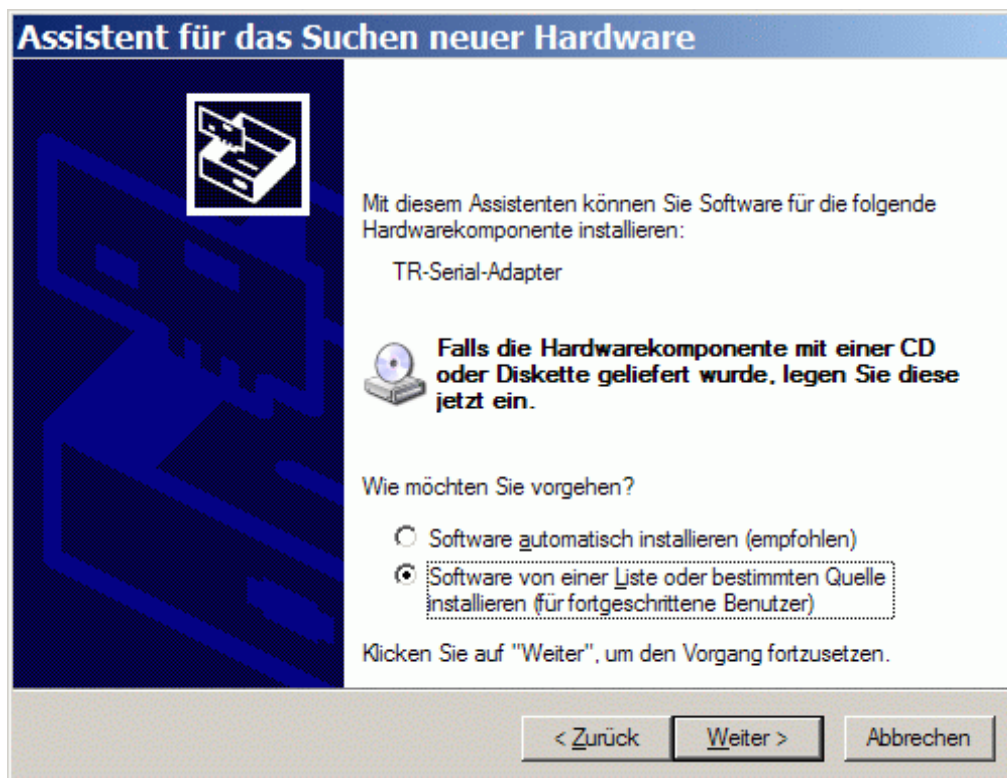 Assistent für das Suchen neuer Hardware
Mit diesem Assistenten können Sie Software für die folgende
Hardwarekomponente installieren:
TR-Serial-Adapter
Falls die Hardwarekomponente mit einer CD
oder Diskette geliefert wurde, legen Sie diese
jetzt ein.
Wie möchten Sie vorgehen?
Software automatisch installieren (empfohlen)
Software von einer Liste oder bestimmten Quelle
installieren (für fortgeschrittene Benutzer)
Klicken Sie auf "Weiter", um den Vorgang fortzusetzen.
< Zurück
Weiter >
Abbrechen